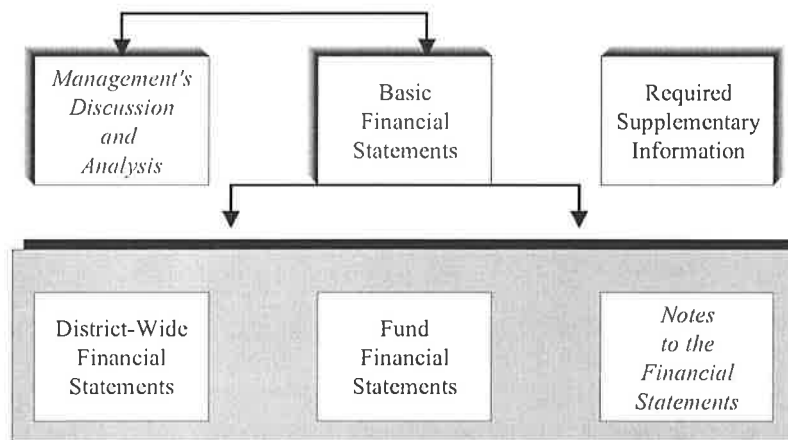 Management's
Discussion
and
Analysis
Basic
Financial
Statements
Required
Supplementary
Information
District-Wide
Financial
Statements
Fund
Financial
Statements
Notes
to the
Financial
Statements